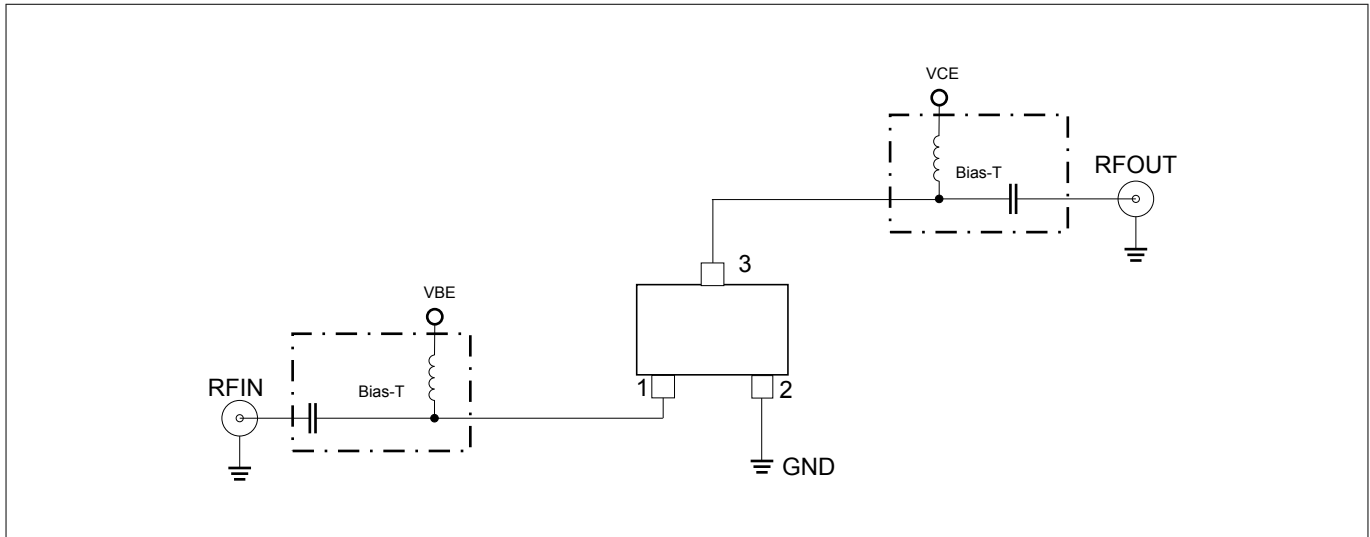 VCE
Bias-T
RFOUT
3
VBE
Bias-T
RFIN
1
2
GND